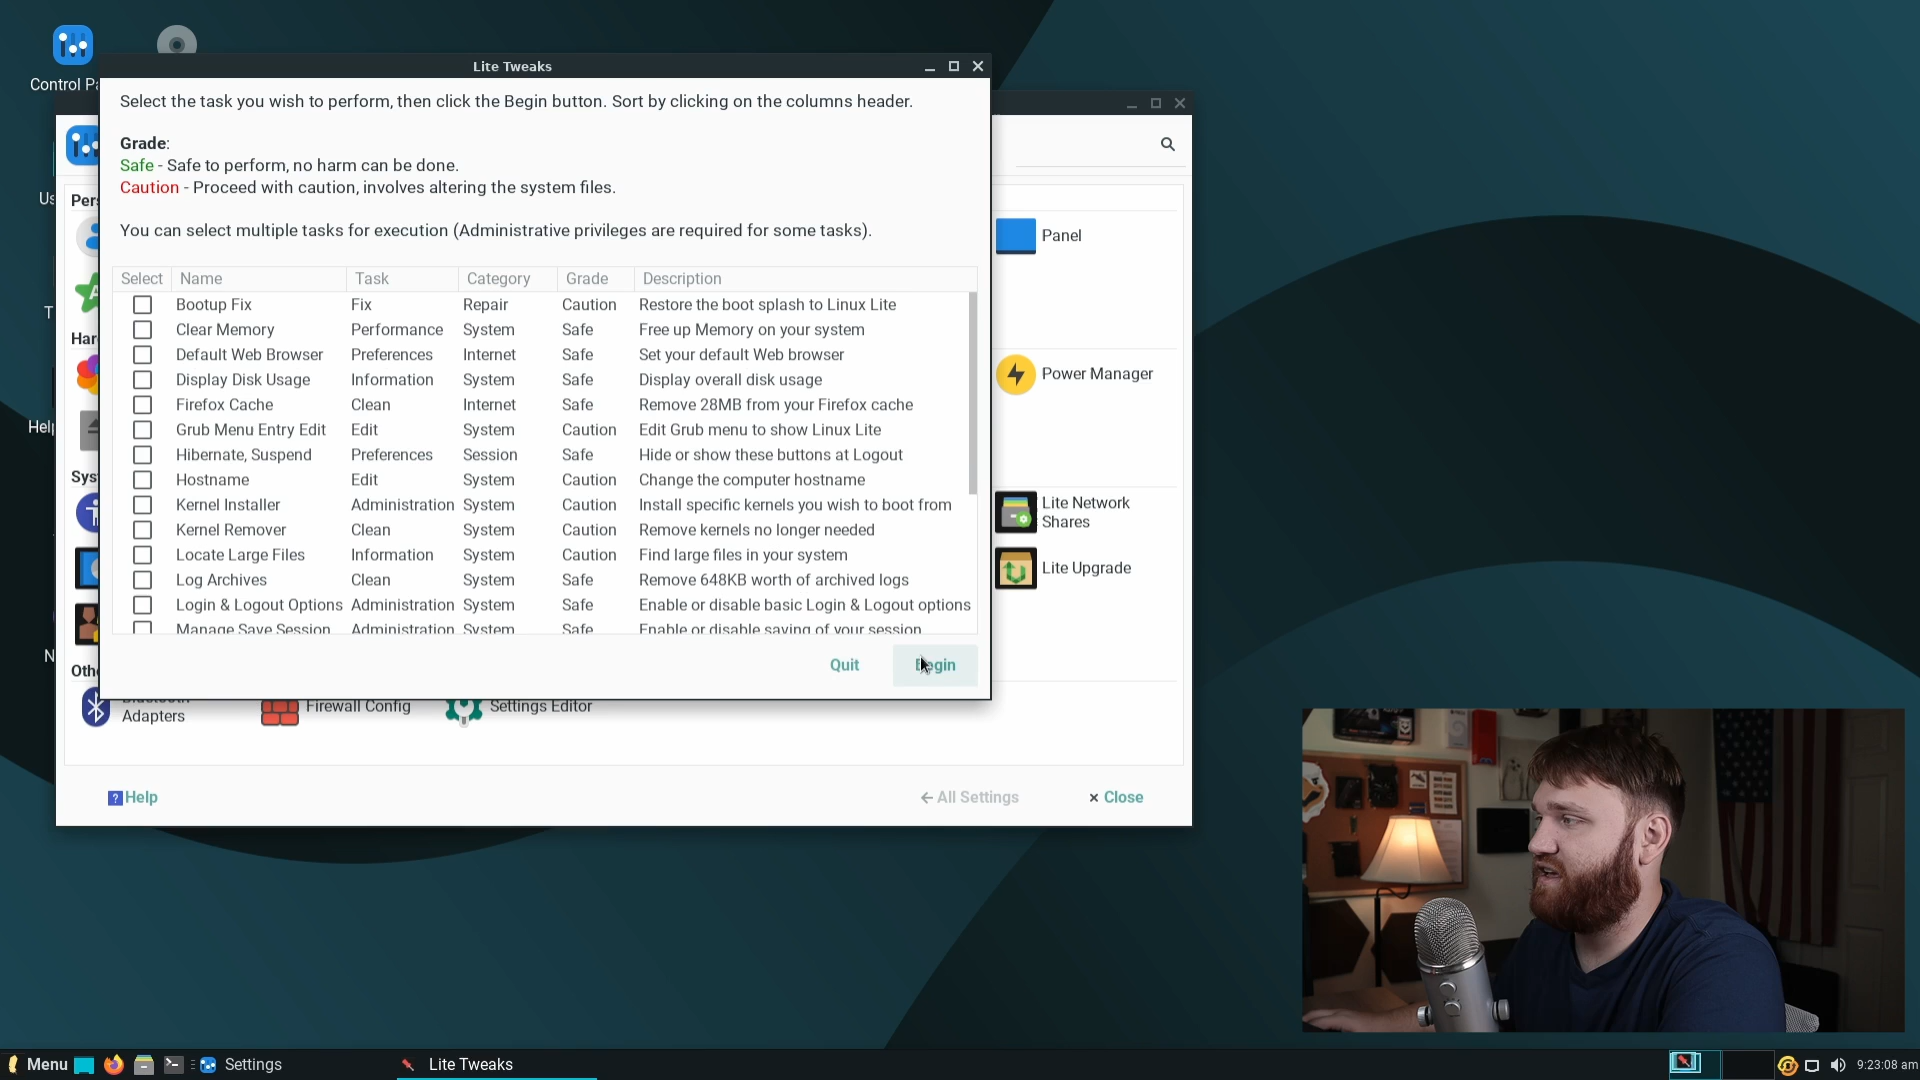 Control Pa
Lite Tweaks
Select the task you wish to perform, then click the Begin button. Sort by clicking on the columns header.
Grade:
Safe - Safe to perform, no harm can be done.
Caution - Proceed with caution, involves altering the system files.
You can select multiple tasks for execution (Administrative privileges are required for some tasks).
Select Name Task Category Grade Description
Bootup Fix Fix Repair Caution Restore the boot splash to Linux Lite
Clear Memory Performance System Safe Free up Memory on your system
Default Web Browser Preferences Internet Safe Set your default Web browser
Display Disk Usage Information System Safe Display overall disk usage
Firefox Cache Clean Internet Safe Remove 28MB from your Firefox cache
Grub Menu Entry Edit Edit System Caution Edit Grub menu to show Linux Lite
Hibernate, Suspend Preferences Session Safe Hide or show these buttons at Logout
Hostname Edit System Caution Change the computer hostname
Kernel Installer Administration System Caution Install specific kernels you wish to boot from
Kernel Remover Clean System Caution Remove kernels no longer needed
Locate Large Files Information System Caution Find large files in your system
Log Archives Clean System Safe Remove 648KB worth of archived logs
Login & Logout Options Administration System Safe Enable or disable basic Login & Logout options
Manage Save Session Administration System Safe Enable or disable saving of your session
Quit Begin
Us
T
Help
N
Pers
Har
Sys
Oth
Panel
Power Manager
Lite Network
Shares
Lite Upgrade
Bluetooth
Adapters
Firewall Config
Settings Editor
? Help
All Settings
Close
Menu
Settings
Lite Tweaks
9:23:08 am